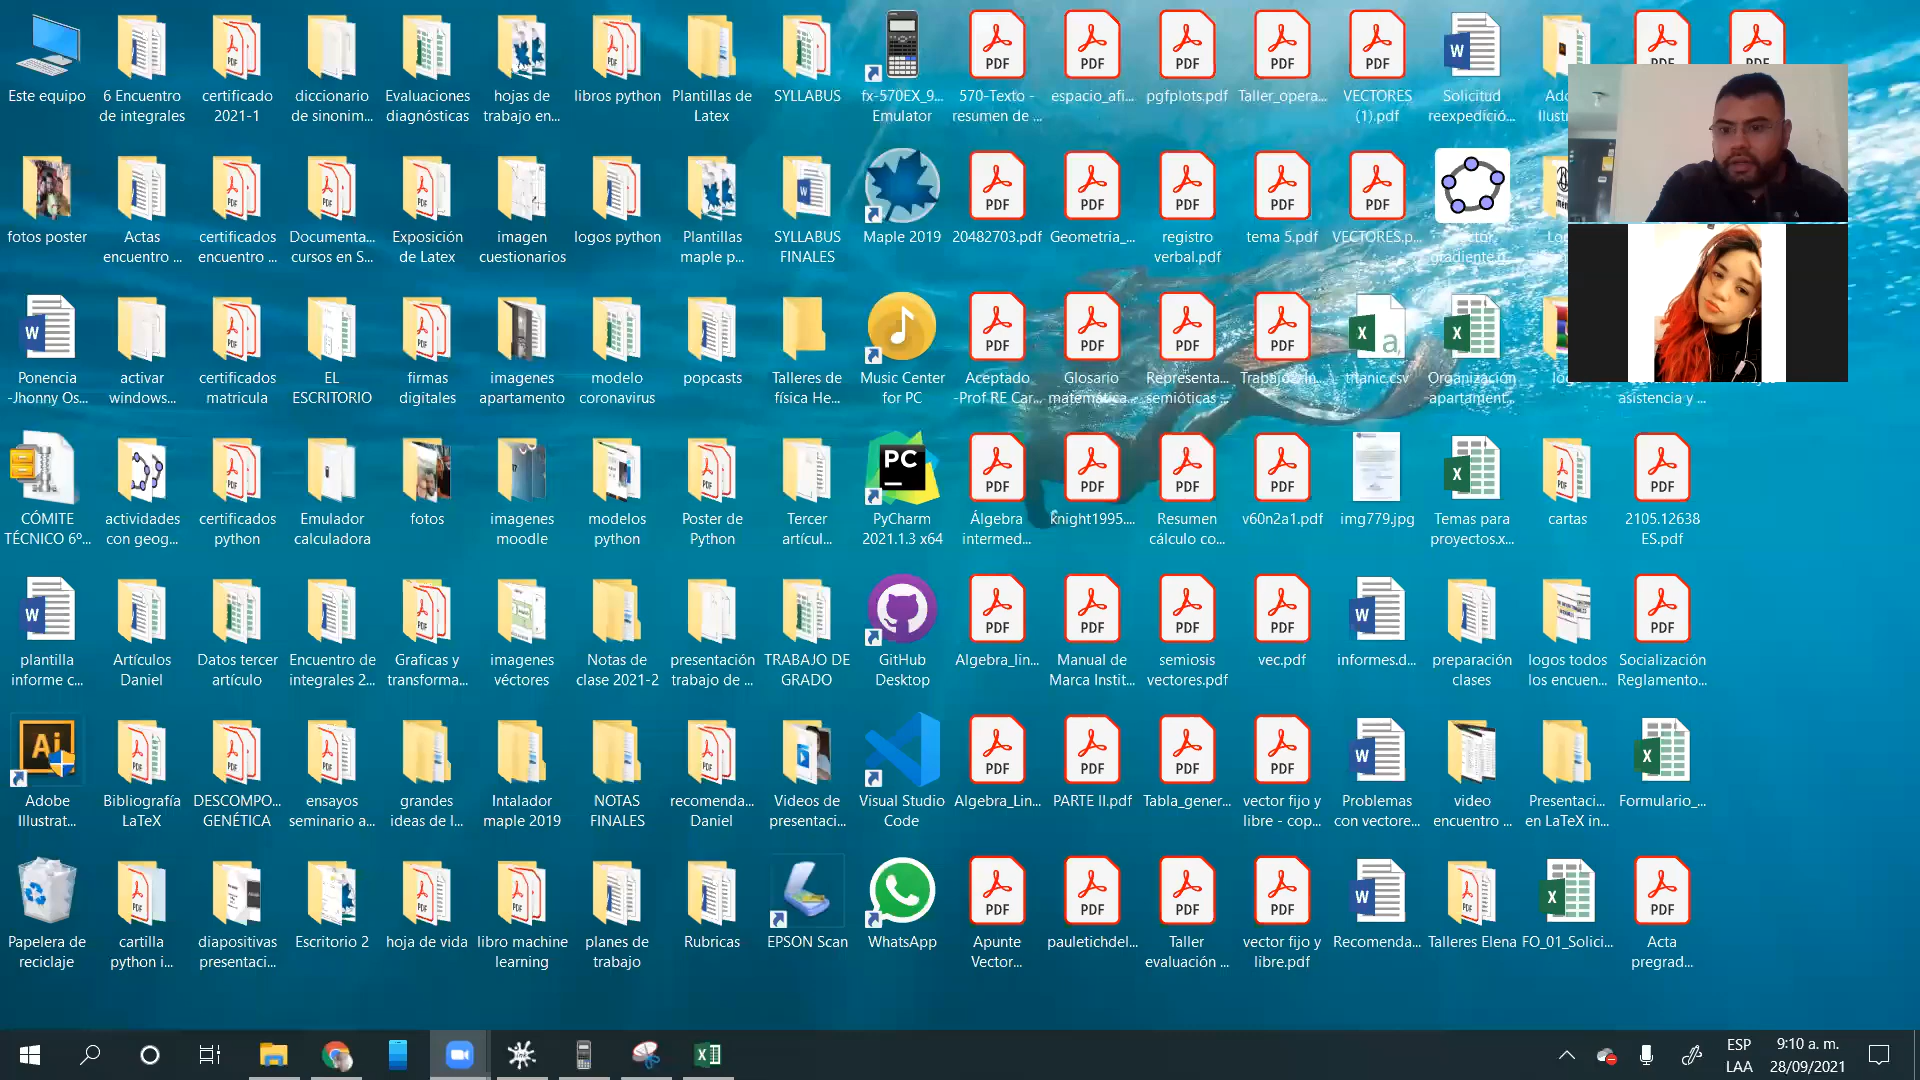 Este equipo
6 Encuentro
de integrales
certificado
2021-1
diccionario
de sinonim...
Evaluaciones
diagnósticas
hojas de
trabajo en...
libros python
Plantillas de
Latex
SYLLABUS
fx-570EX_9...
Emulator
570-Texto -
resumen de ...
espacio_afi...
pgfplots.pdf
Taller_opera...
VECTORES
(1).pdf
Solicitud
reexpedició...
fotos poster
Actas
encuentro ...
certificados
encuentro ...
Documenta...
cursos en S...
Exposición
de Latex
imagen
cuestionarios
logos python
Plantillas
maple p...
SYLLABUS
FINALES
Maple 2019
20482703.pdf
Geometria_...
registro
verbal.pdf
tema 5.pdf
VECTORES.p...
vector
gradiente.g...
Ponencia
-Jhonny Os...
activar
windows...
certificados
matricula
EL
ESCRITORIO
firmas
digitales
imagenes
apartamento
modelo
coronavirus
popcasts
Talleres de
física He...
Music Center
for PC
Aceptado
-Prof RE Car...
Glosario
matemática...
Representa...
semióticas ...
titanic.csv
Organización
apartament...
asistencia y ...
CÓMITE
TÉCNICO 6º...
actividades
con geog...
certificados
python
Emulador
calculadora
fotos
imagenes
moodle
modelos
python
Poster de
Python
Tercer
artícul...
PyCharm
2021.1.3 x64
Álgebra
intermed...
knight1995....
Resumen
cálculo co...
v60n2a1.pdf
img779.jpg
Temas para
proyectos.x...
cartas
2105.12638
ES.pdf
plantilla
informe c...
Artículos
Daniel
Datos tercer
artículo
Encuentro de
integrales 2...
Graficas y
transforma...
imagenes
véctores
Notas de
clase 2021-2
presentación
trabajo de ...
TRABAJO DE
GRADO
GitHub
Desktop
Algebra_lin...
Manual de
Marca Instit...
semiosis
vectores.pdf
vec.pdf
informes.d...
preparación
clases
logos todos
los encuen...
Socialización
Reglamento...
Adobe
Illustrat...
Bibliografía
LaTeX
DESCOMPO...
GENÉTICA
ensayos
seminario a...
grandes
ideas de l...
Intalador
maple 2019
NOTAS
FINALES
recomenda...
Daniel
Videos de
presentaci...
Visual Studio
Code
Algebra_Lin...
PARTE II.pdf
Tabla_gener...
vector fijo y
libre - cop...
Problemas
con vectore...
video
encuentro ...
Presentaci...
en LaTeX in...
Formulario_...
Papelera de
reciclaje
cartilla
python i...
diapositivas
presentaci...
Escritorio 2
hoja de vida
libro machine
learning
planes de
trabajo
Rubricas
EPSON Scan
WhatsApp
Apunte
Vector...
pauletichdel...
Taller
evaluación ...
vector fijo y
libre.pdf
Recomenda...
Talleres Elena
FO_01_Solici...
Acta
pregrad...
ESP
LAA
9:10 a. m.
28/09/2021